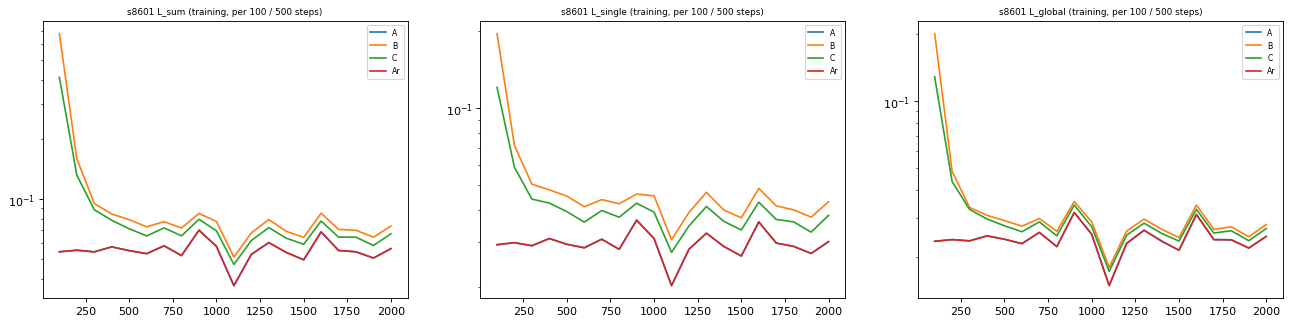 s8601 L_sum (training, per 100 / 500 steps)
A
B
C
Ar
10^{-1}
250 500 750 1000 1250 1500 1750 2000
s8601 L_single (training, per 100 / 500 steps)
A
B
C
Ar
10^{-1}
250 500 750 1000 1250 1500 1750 2000
s8601 L_global (training, per 100 / 500 steps)
A
B
C
Ar
10^{-1}
250 500 750 1000 1250 1500 1750 2000